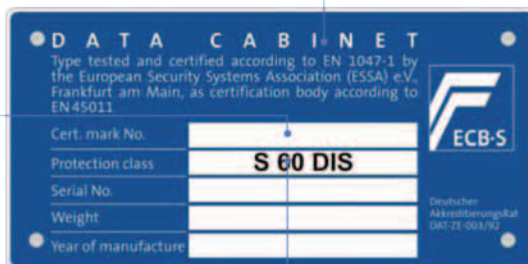 DATA CABINET
Type tested and certified according to EN 1047-1 by
the European Security Systems Association (ESSA) e.V.,
Frankfurt am Main, as certification body according to
EN 45011
Cert. mark No.
Protection class S 60 DIS
Serial No.
Weight
Year of manufacture
ECB·S
Deutscher
AkkreditierungsRat
DAT-ZE-003/92